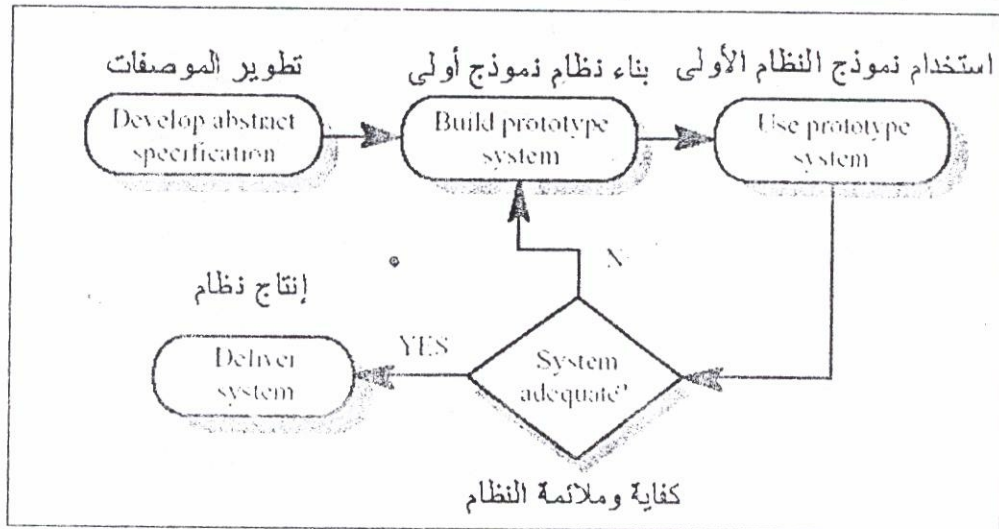 تطوير الموصفات
بناء نظام نموذج أولى
استخدام نموذج النظام الأولى
Develop abstract
specification
Build prototype
system
Use prototype
system
N
إنتاج نظام
YES
Deliver
system
System
adequate?
كفاية وملائمة النظام